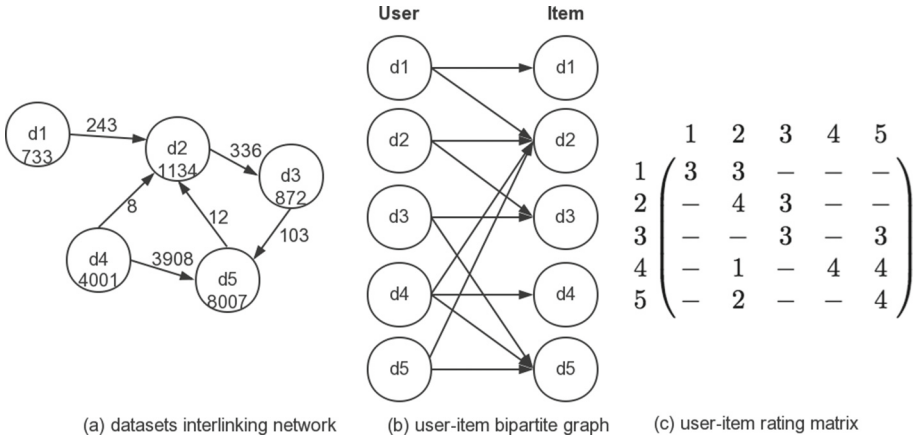 User Item
d1
733
243
d2
1134
336
d3
872
8
12
103
d4
4001
3908
d5
8007
d1 d1
d2 d2
d3 d3
d4 d4
d5 d5
1 2 3 4 5
1 3 3 – – –
2 – 4 3 – –
3 – – 3 – 3
4 – 1 – 4 4
5 – 2 – – 4
(a) datasets interlinking network
(b) user-item bipartite graph
(c) user-item rating matrix